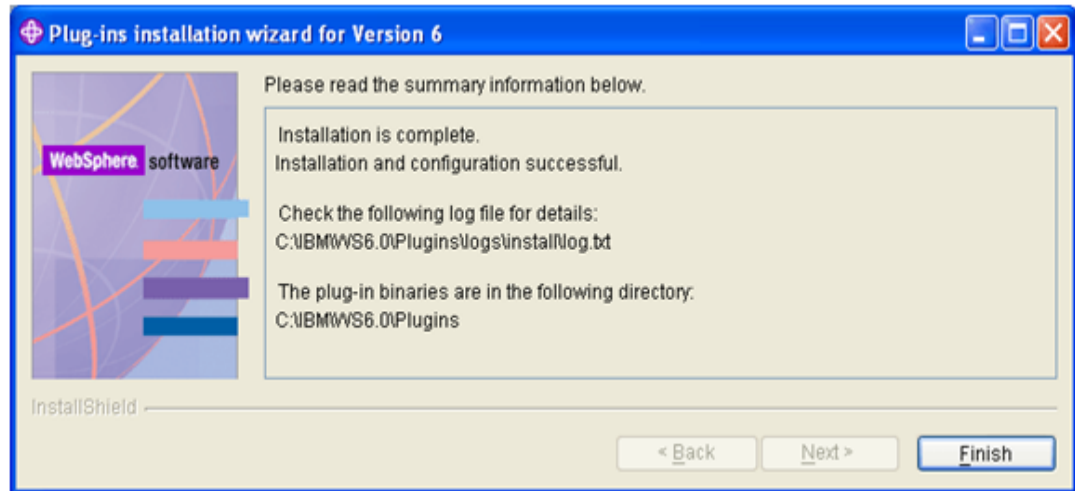 Plug-ins installation wizard for Version 6
Please read the summary information below.
WebSphere. software
Installation is complete.
Installation and configuration successful.
Check the following log file for details:
C:\IBM\WS6.0\Plugins\logs\install\log.txt
The plug-in binaries are in the following directory:
C:\IBM\WS6.0\Plugins
InstallShield
< Back
Next >
Finish